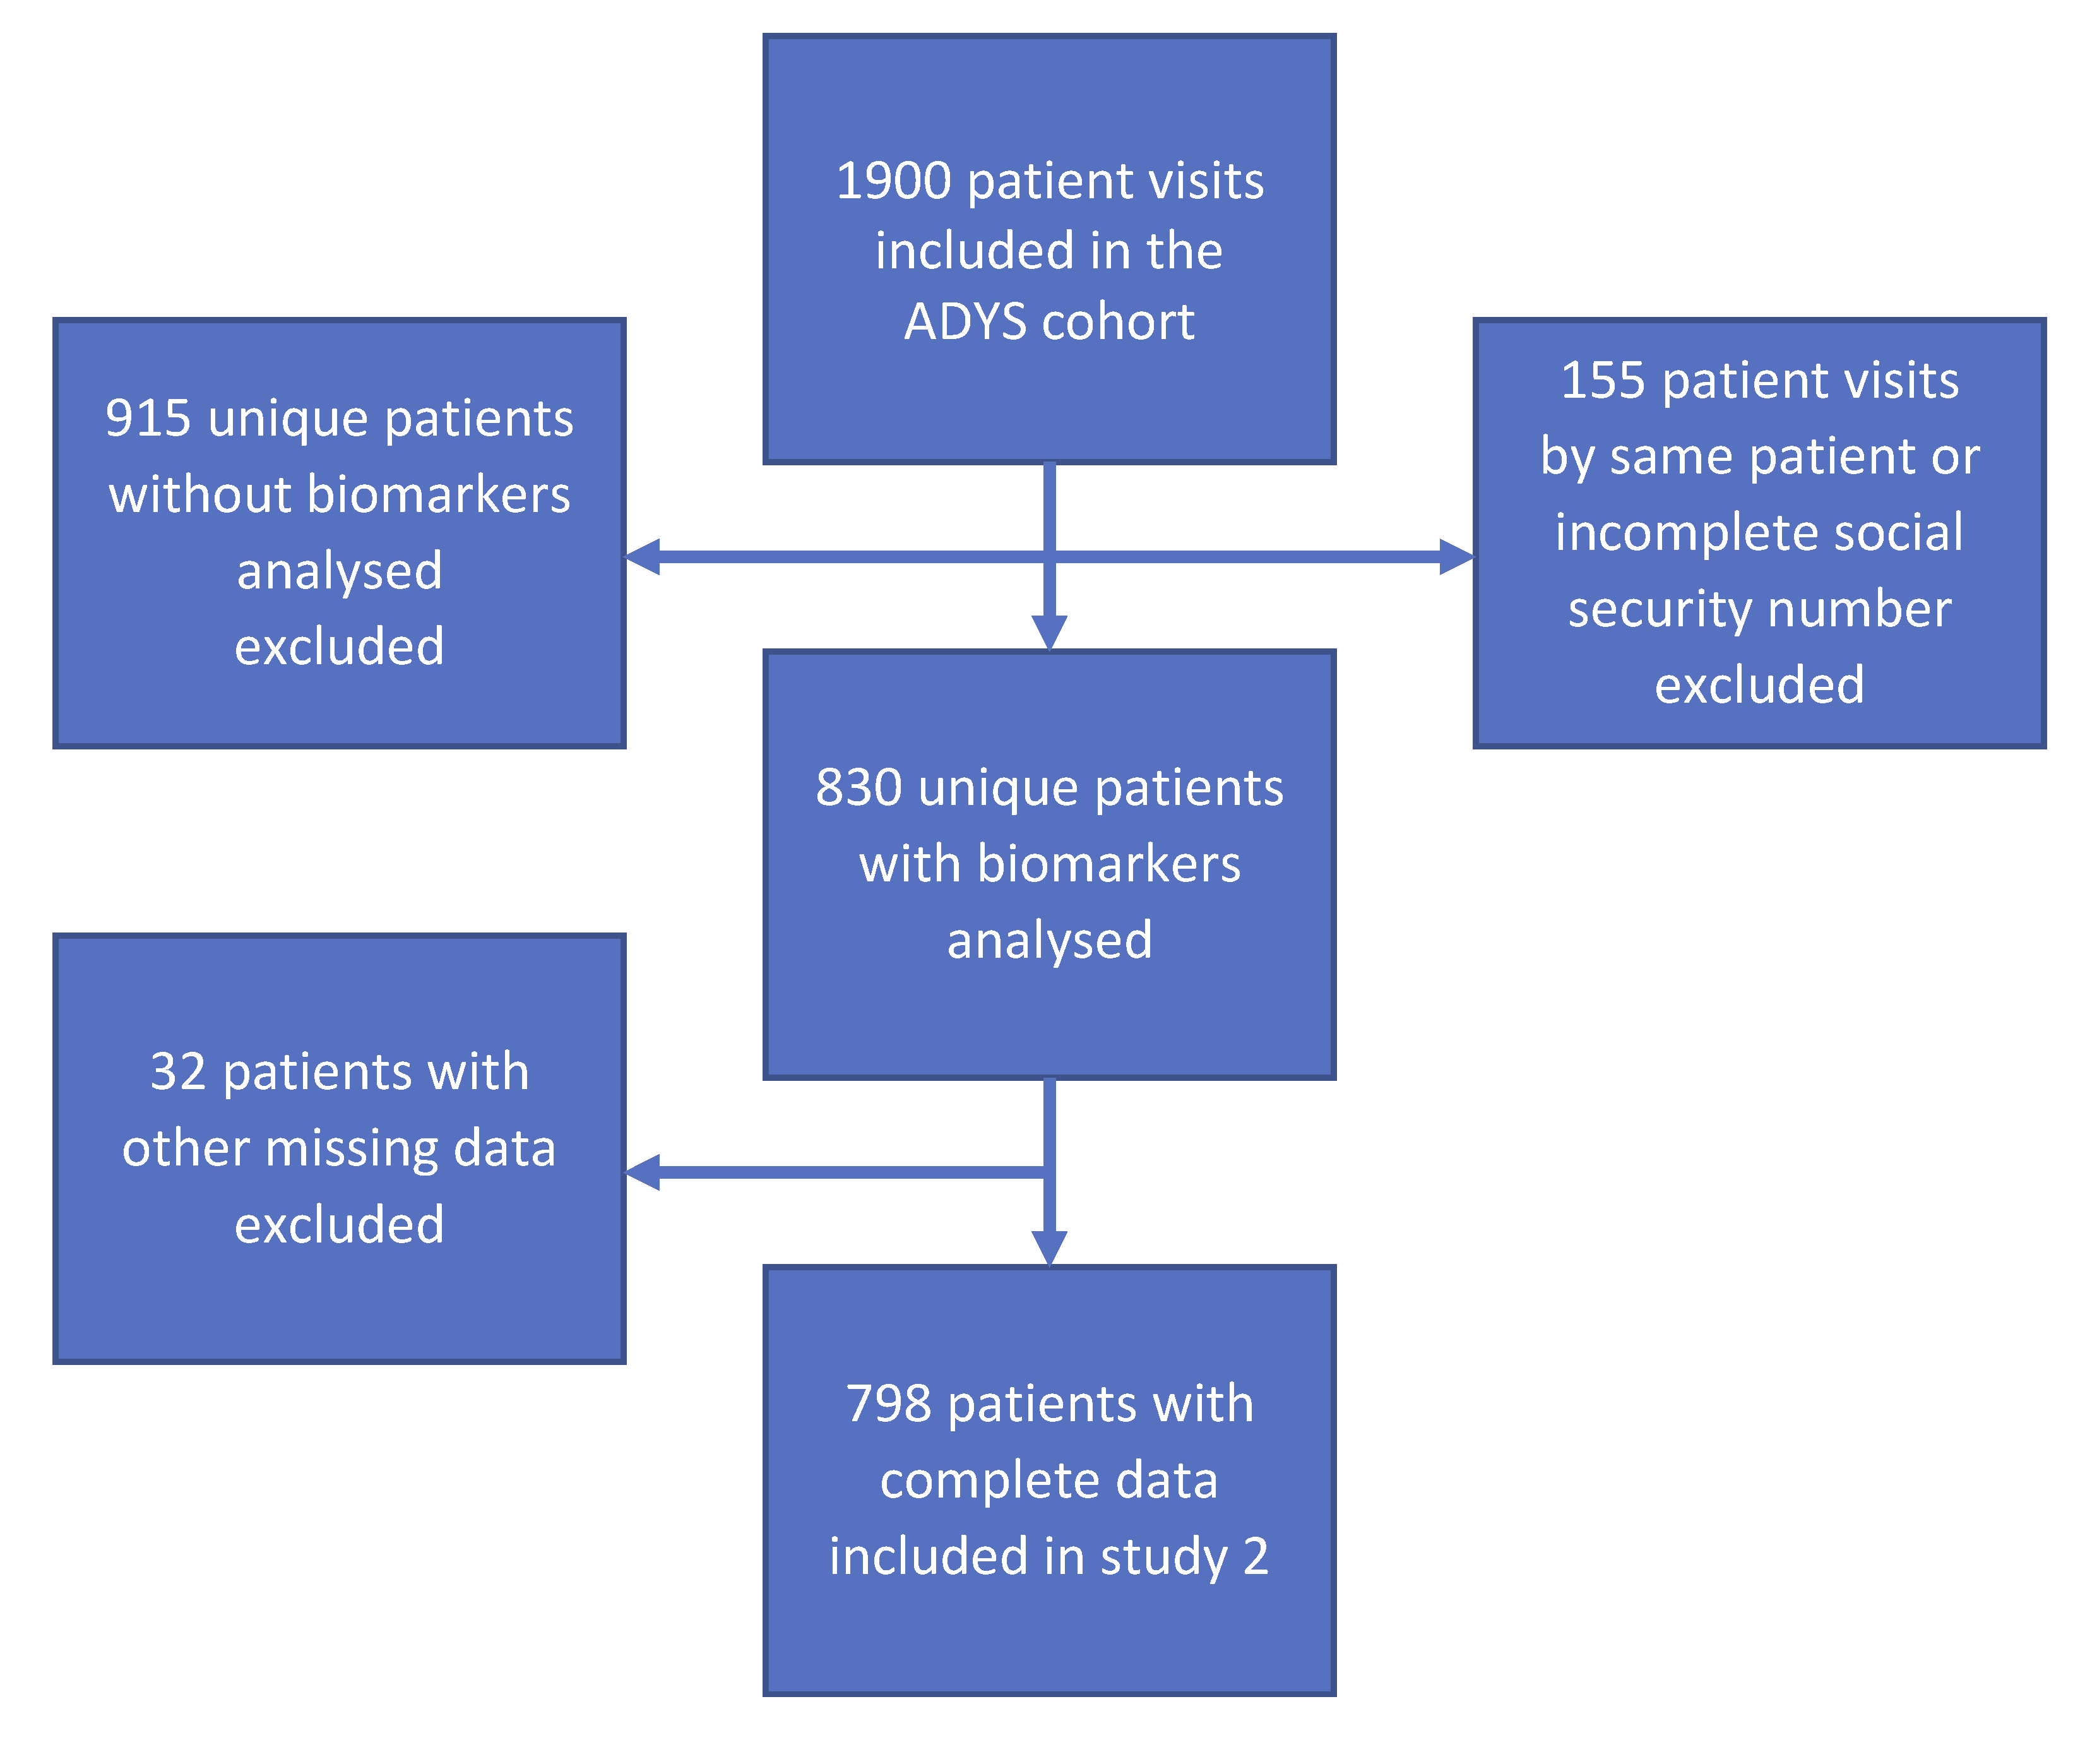 1900 patient visits
included in the
ADYS cohort
915 unique patients
without biomarkers
analysed
excluded
155 patient visits
by same patient or
incomplete social
security number
excluded
830 unique patients
with biomarkers
analysed
32 patients with
other missing data
excluded
798 patients with
complete data
included in study 2